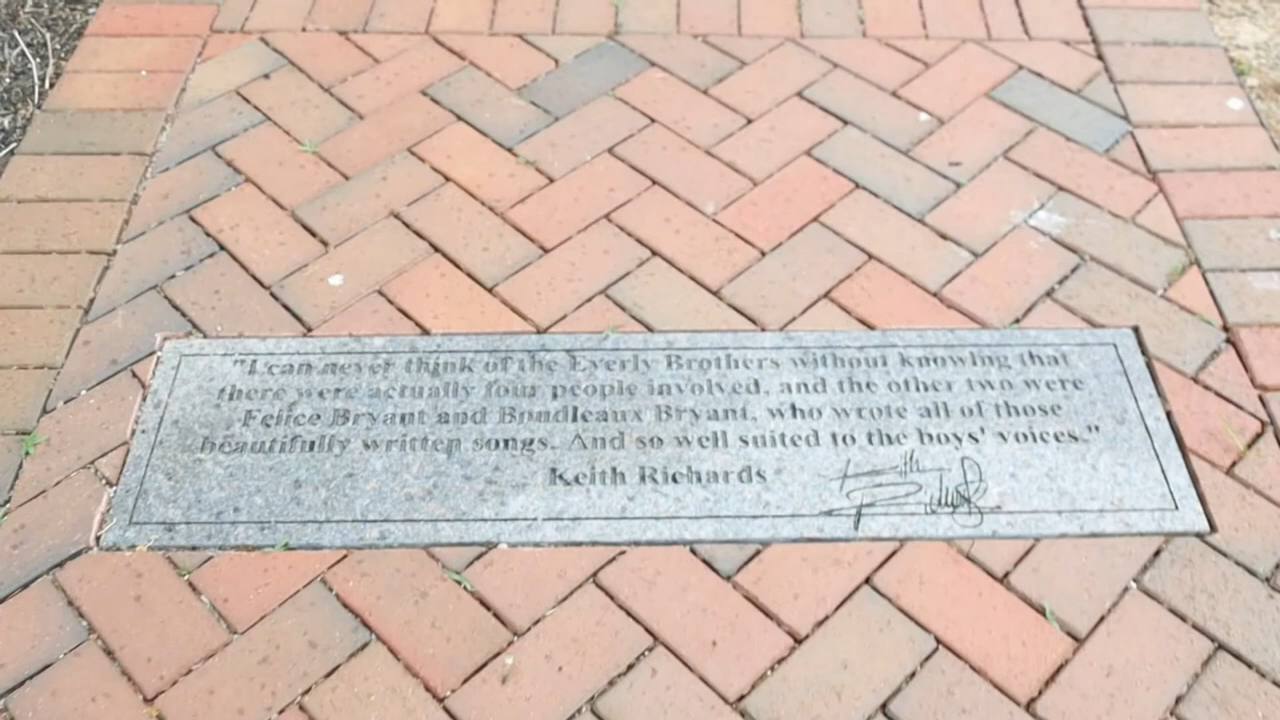 "I can never think of the Everly Brothers without knowing that
there were actually four people involved, and the other two were
Felice Bryant and Boudleaux Bryant, who wrote all of those
beautifully written songs. And so well suited to the boys' voices."
Keith Richards
Keith
Richards